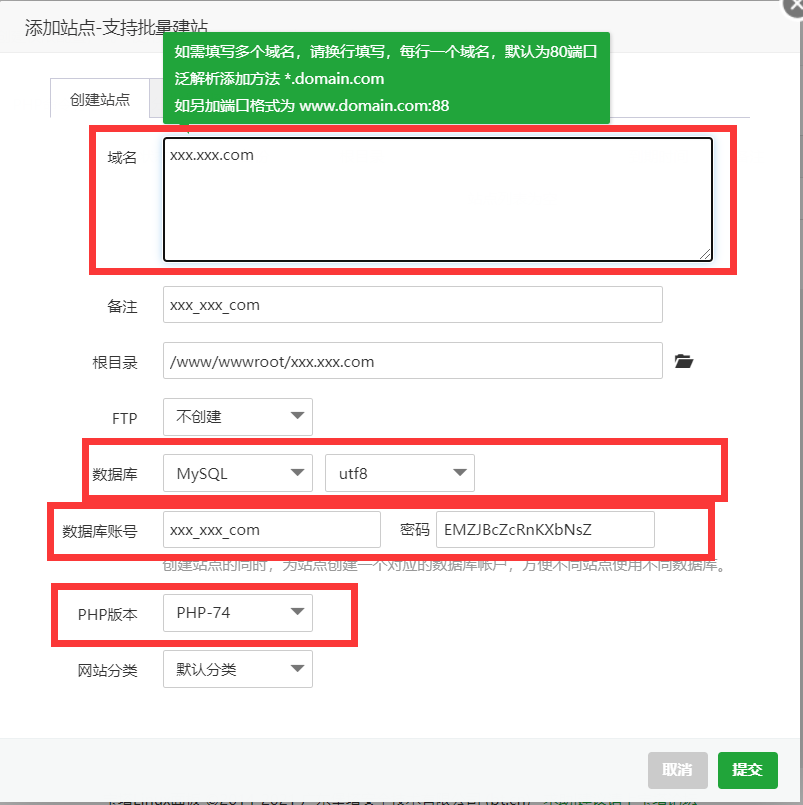 添加站点-支持批量建站
如需填写多个域名，请换行填写，每行一个域名，默认为80端口
泛解析添加方法 *.domain.com
如另加端口格式为 www.domain.com:88
创建站点
域名
xxx.xxx.com
备注
xxx_xxx_com
根目录
/www/wwwroot/xxx.xxx.com
FTP
不创建
数据库
MySQL
utf8
数据库账号
xxx_xxx_com
密码
EMZJBcZcRnKXbNsZ
创建站点的同时，为站点创建一个对应的数据库帐户，方便不同站点使用不同数据库。
PHP版本
PHP-74
网站分类
默认分类
取消
提交